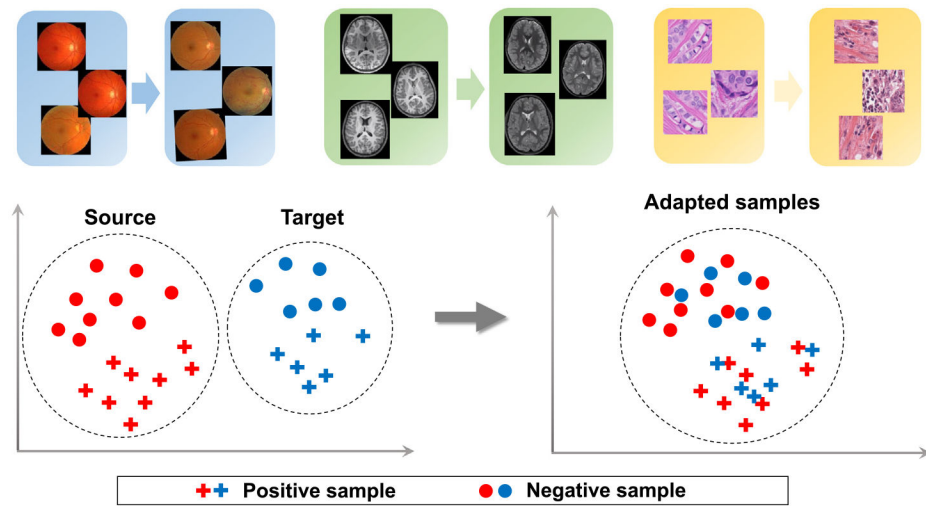 Source
Target
Adapted samples
Positive sample
Negative sample